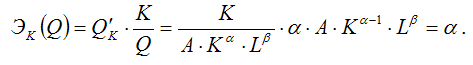 Э_K(Q) = Q'_K · K/Q = K/(A · K^α · L^β) · α · A · K^(α−1) · L^β = α.